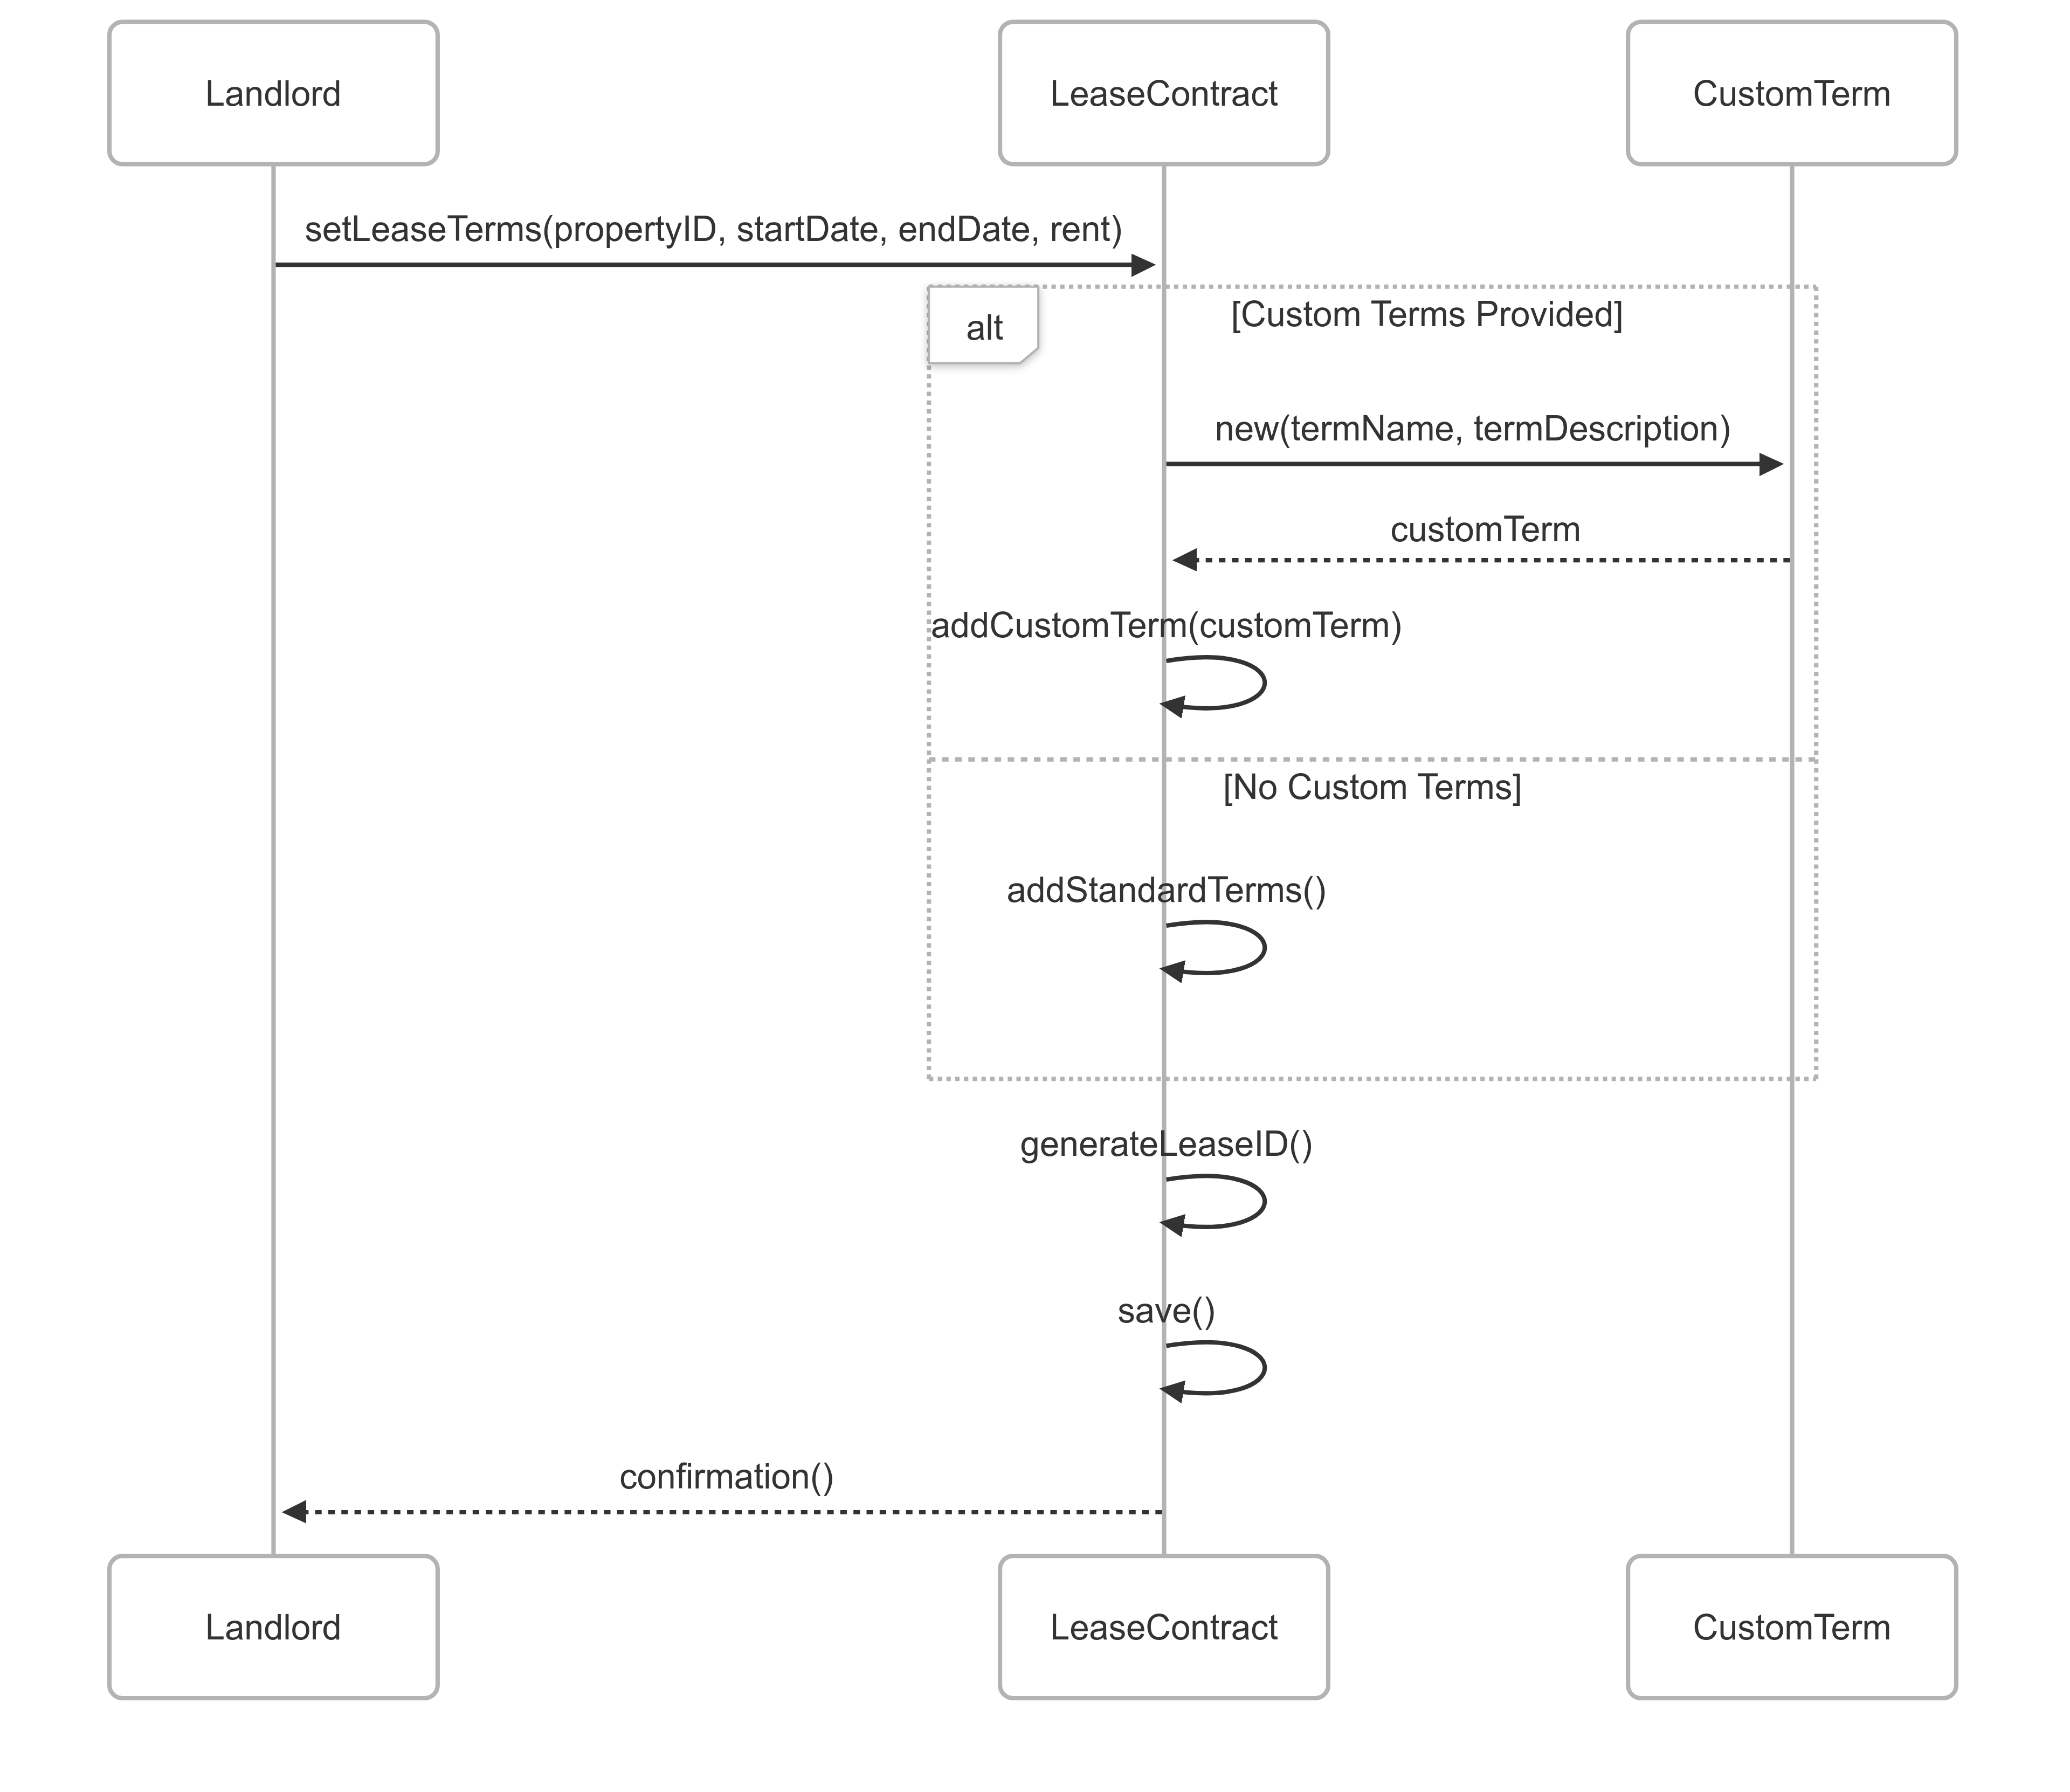 Landlord
LeaseContract
CustomTerm
setLeaseTerms(propertyID, startDate, endDate, rent)
alt
[Custom Terms Provided]
new(termName, termDescription)
customTerm
addCustomTerm(customTerm)
[No Custom Terms]
addStandardTerms()
generateLeaseID()
save()
confirmation()
Landlord
LeaseContract
CustomTerm